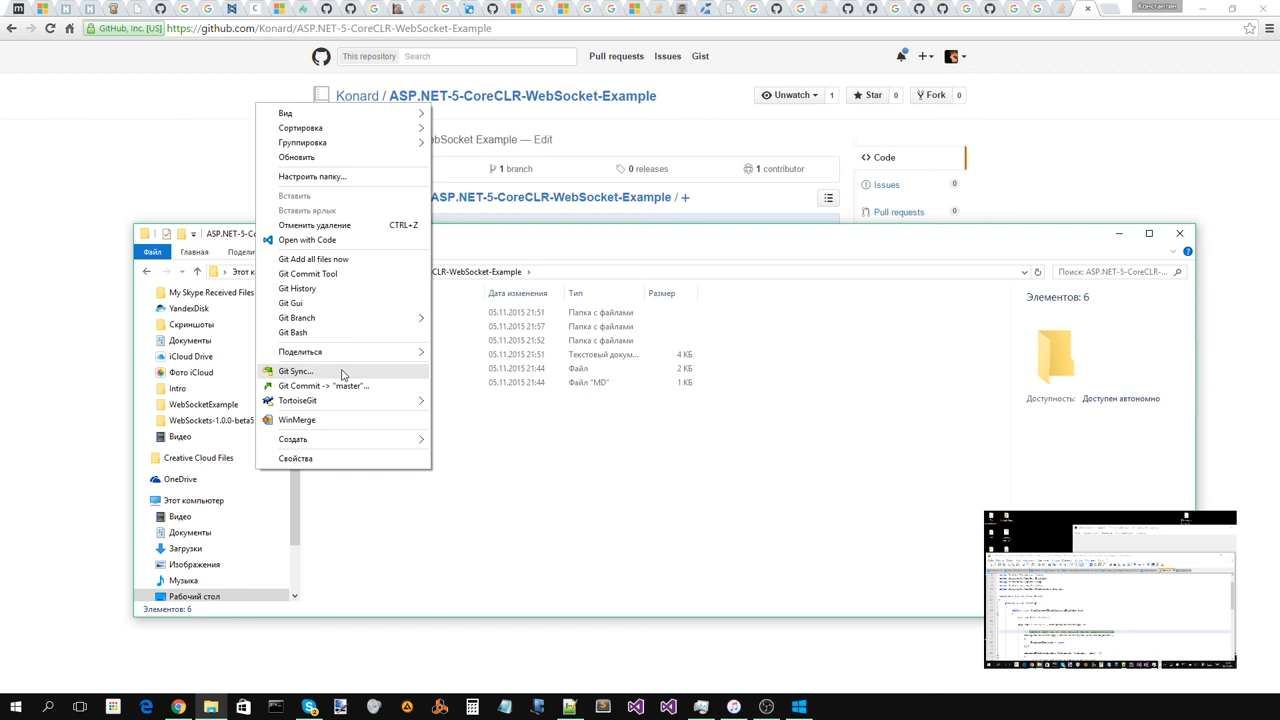 Константин
GitHub, Inc. [US]
https://github.com/Konard/ASP.NET-5-CoreCLR-WebSocket-Example
This repository
Search
Pull requests
Issues
Gist
Konard / ASP.NET-5-CoreCLR-WebSocket-Example
Unwatch
1
Star
0
Fork
0
ebSocket Example — Edit
1 branch
0 releases
1 contributor
ASP.NET-5-CoreCLR-WebSocket-Example / +
Code
Issues
0
Pull requests
0
Вид
Сортировка
Группировка
Обновить
Настроить папку...
Вставить
Вставить ярлык
Отменить удаление CTRL+Z
Open with Code
Git Add all files now
Git Commit Tool
Git History
Git Gui
Git Branch
Git Bash
Поделиться
Git Sync...
Git Commit -> "master"...
TortoiseGit
WinMerge
Создать
Свойства
ASP.NET-5-Co
Файл
Главная
Подели
Этот к
CLR-WebSocket-Example
Поиск: ASP.NET-5-CoreCLR-...
My Skype Received Files
YandexDisk
Скриншоты
Документы
iCloud Drive
Фото iCloud
Intro
WebSocketExample
WebSockets-1.0.0-beta5
Видео
Creative Cloud Files
OneDrive
Этот компьютер
Видео
Документы
Загрузки
Изображения
Музыка
Рабочий стол
Элементов: 6
Дата изменения
Тип
Размер
05.11.2015 21:51 Папка с файлами
05.11.2015 21:57 Папка с файлами
05.11.2015 21:52 Папка с файлами
05.11.2015 21:51 Текстовый докум... 4 КБ
05.11.2015 21:44 Файл 2 КБ
05.11.2015 21:44 Файл "MD" 1 КБ
Элементов: 6
Доступность: Доступен автономно